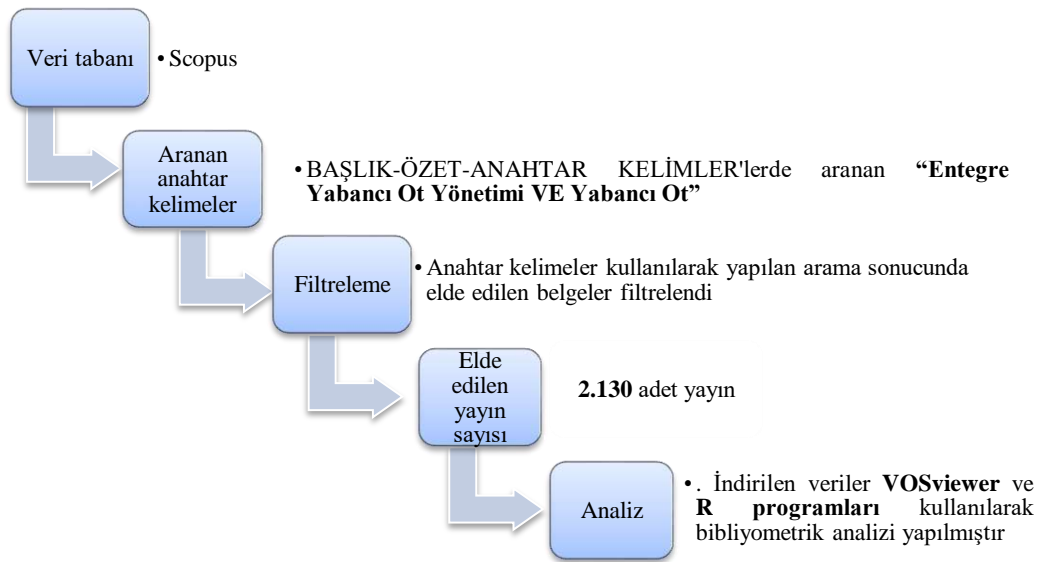 Veri tabanı
• Scopus
Aranan
anahtar
kelimeler
• BAŞLIK-ÖZET-ANAHTAR KELİMLER'lerde aranan “Entegre
Yabancı Ot Yönetimi VE Yabancı Ot”
Filtreleme
• Anahtar kelimeler kullanılarak yapılan arama sonucunda
elde edilen belgeler filtrelendi
Elde
edilen
yayın
sayısı
2.130 adet yayın
Analiz
• . İndirilen veriler VOSviewer ve
R programları kullanılarak
bibliyometrik analizi yapılmıştır